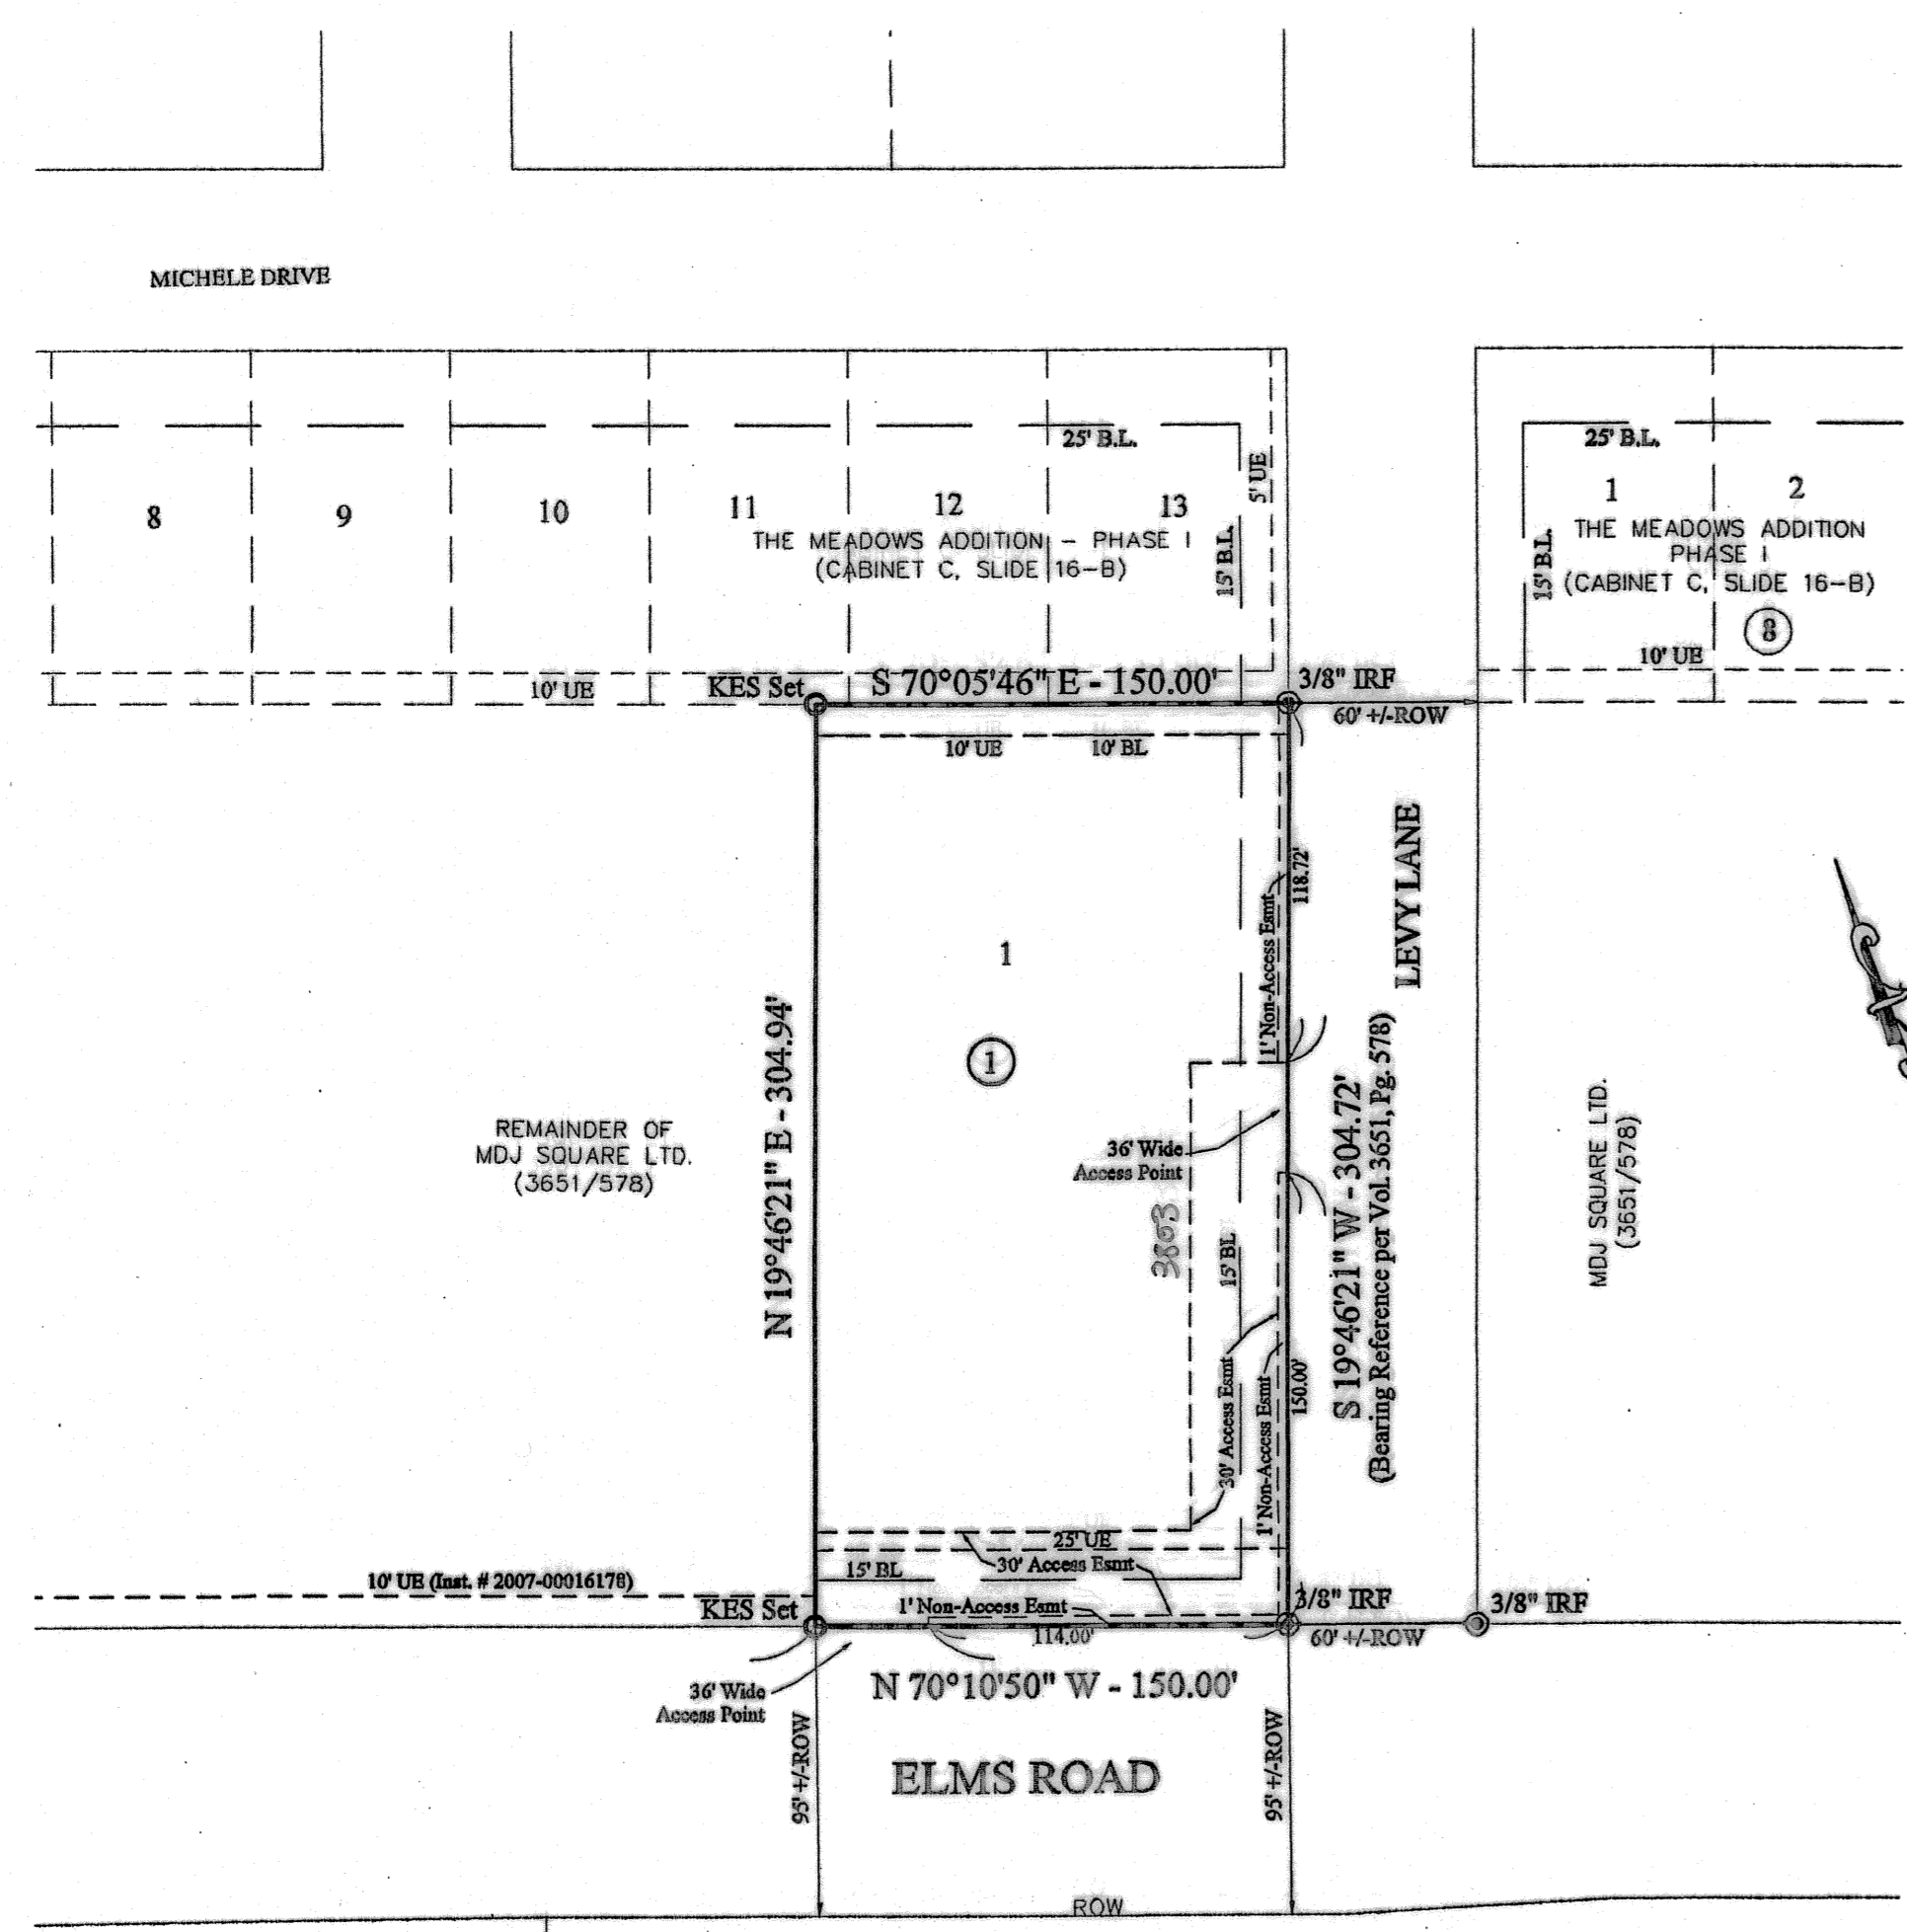 MICHELE DRIVE
25' B.L.
25' B.L.
5' UE
8
9
10
11
12
13
1
2
THE MEADOWS ADDITION - PHASE I
(CABINET C, SLIDE 16-B)
15' B.L.
15' B.L.
THE MEADOWS ADDITION
PHASE I
(CABINET C, SLIDE 16-B)
8
10' UE
10' UE
KES Set
S 70°05'46" E - 150.00'
3/8" IRF
60' +/-ROW
10' UE
10' BL
118.72'
1' Non-Access Esmt
LEVY LANE
1
1
N 19°46'21" E - 304.94'
REMAINDER OF
MDJ SQUARE LTD.
(3651/578)
36' Wide
Access Point
3803
15' BL
S 19°46'21" W - 304.72'
(Bearing Reference per Vol. 3651, Pg. 578)
MDJ SQUARE LTD.
(3651/578)
30' Access Esmt
1' Non-Access Esmt
150.00'
25' UE
30' Access Esmt
15' BL
10' UE (Inst. # 2007-00016178)
KES Set
1' Non-Access Esmt
114.00'
3/8" IRF
60' +/-ROW
3/8" IRF
36' Wide
Access Point
N 70°10'50" W - 150.00'
95' +/-ROW
ELMS ROAD
95' +/-ROW
ROW